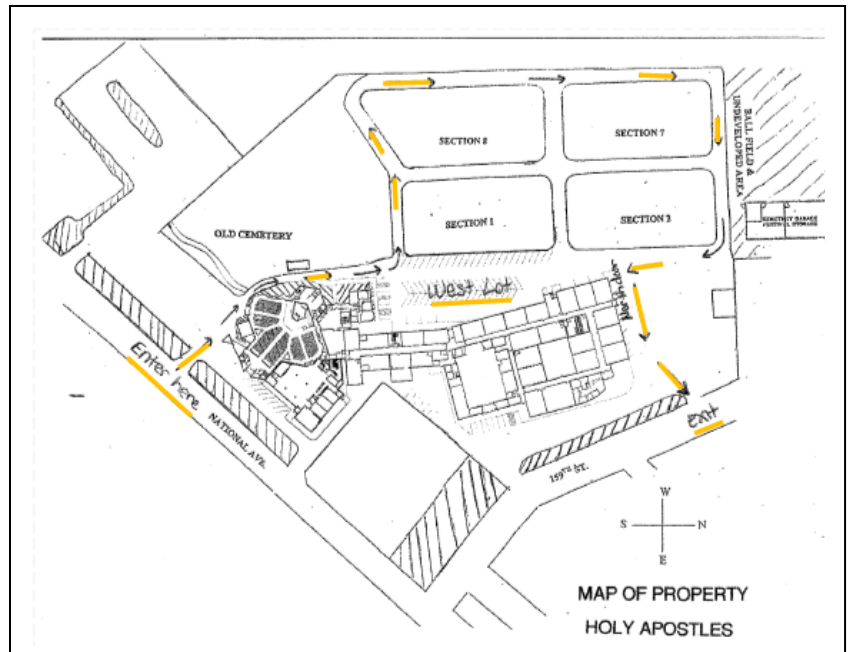 SECTION 8
SECTION 7
BALL FIELD &
UNDEVELOPED AREA
SECTION 1
SECTION 2
OLD CEMETERY
West Lot
Enter here
NATIONAL AVE.
Exit
159TH ST.
W
S
N
E
MAP OF PROPERTY
HOLY APOSTLES